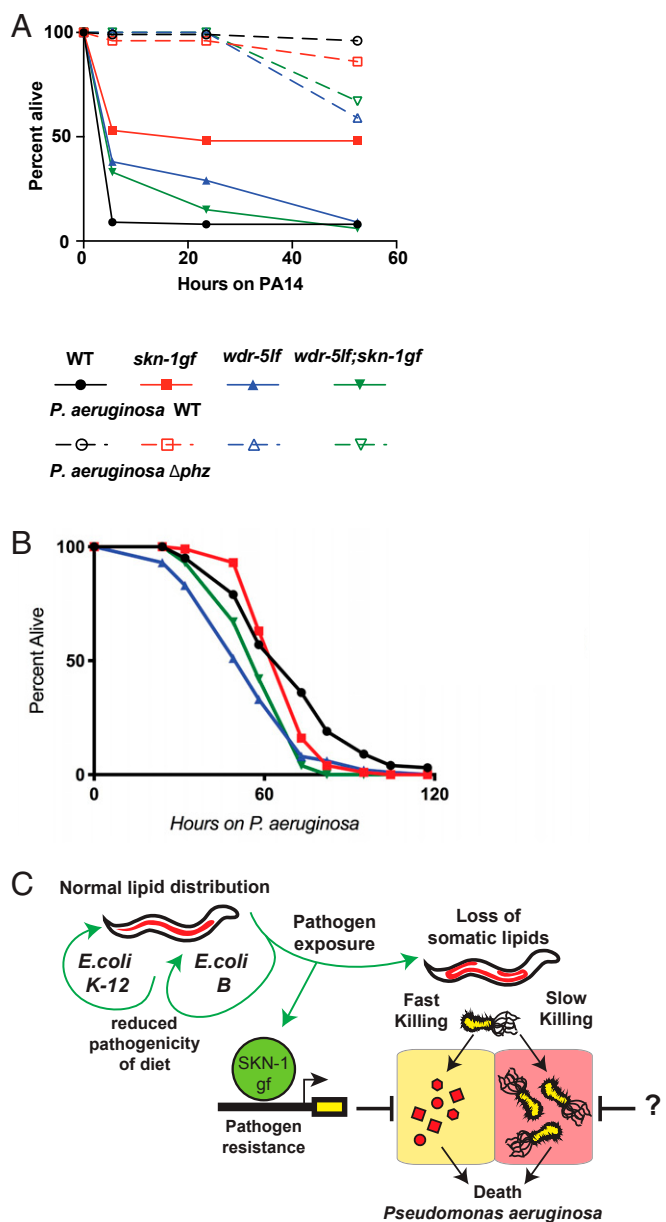 A
Percent alive
100
50
0
0 20 40 60
Hours on PA14
WT skn-1gf wdr-5lf wdr-5lf;skn-1gf
P. aeruginosa WT
P. aeruginosa Δphz
B
Percent Alive
100
50
0
0 60 120
Hours on P. aeruginosa
C
Normal lipid distribution
E.coli
K-12
E.coli
B
reduced
pathogenicity
of diet
Pathogen
exposure
Loss of
somatic lipids
Fast
Killing
Slow
Killing
SKN-1
gf
Pathogen
resistance
?
Death
Pseudomonas aeruginosa